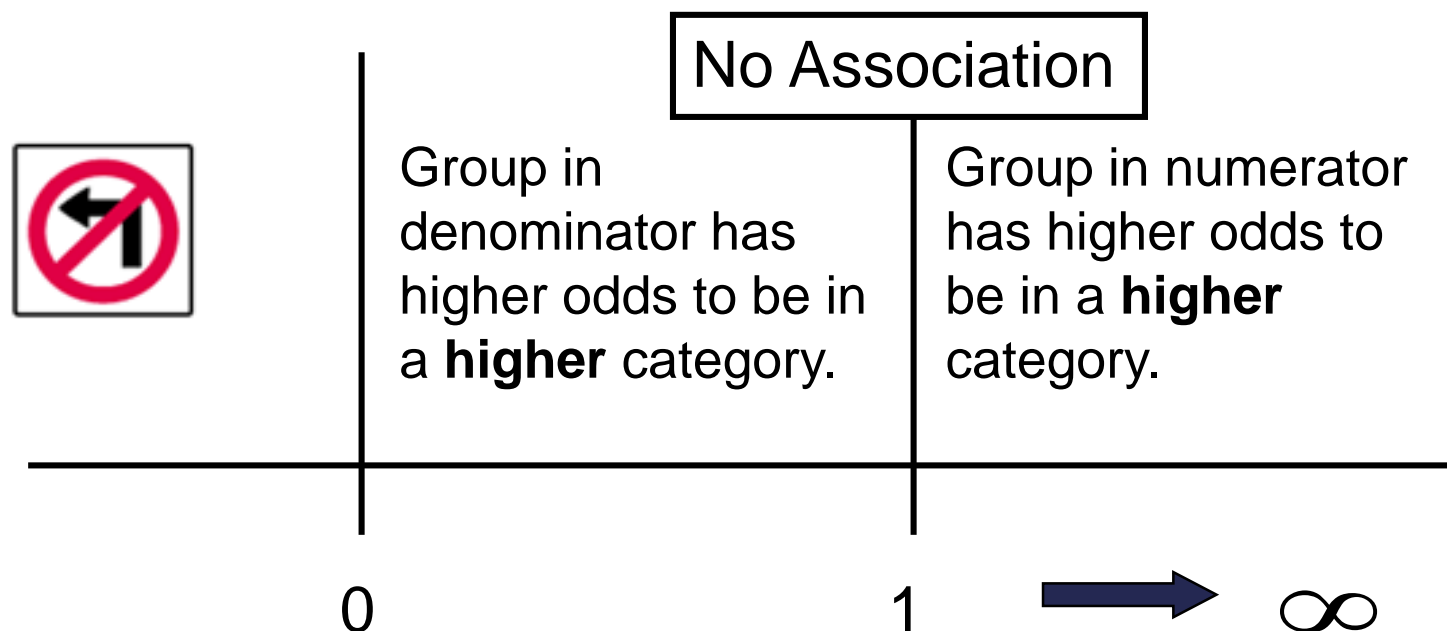 No Association
Group in
denominator has
higher odds to be in
a higher category.
Group in numerator
has higher odds to
be in a higher
category.
0
1
∞